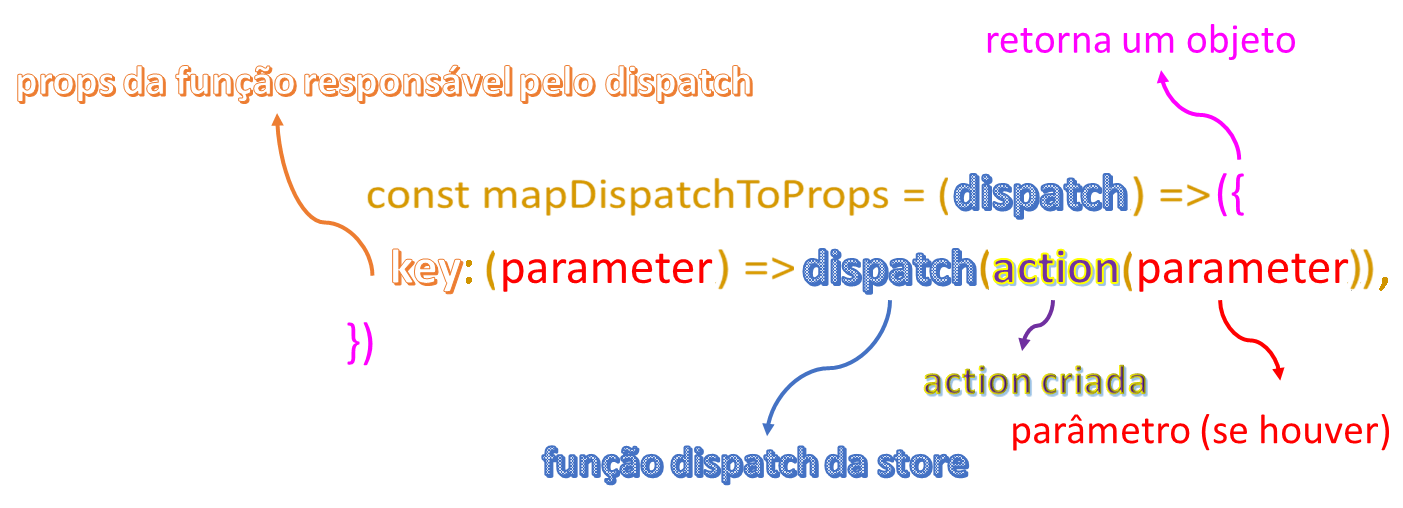 retorna um objeto
props da função responsável pelo dispatch
const mapDispatchToProps = (dispatch) =>({
key: (parameter) => dispatch(action(parameter)),
})
action criada
parâmetro (se houver)
função dispatch da store